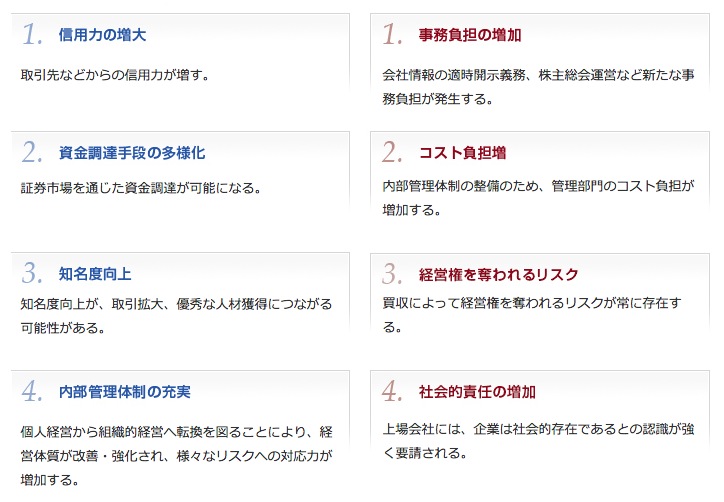 1. 信用力の増大
取引先などからの信用力が増す。
2. 資金調達手段の多様化
証券市場を通じた資金調達が可能になる。
3. 知名度向上
知名度向上が、取引拡大、優秀な人材獲得につながる
可能性がある。
4. 内部管理体制の充実
個人経営から組織的経営へ転換を図ることにより、経
営体質が改善・強化され、様々なリスクへの対応力が
増加する。
1. 事務負担の増加
会社情報の適時開示義務、株主総会運営など新たな事
務負担が発生する。
2. コスト負担増
内部管理体制の整備のため、管理部門のコスト負担が
増加する。
3. 経営権を奪われるリスク
買収によって経営権を奪われるリスクが常に存在す
る。
4. 社会的責任の増加
上場会社には、企業は社会的存在であるとの認識が強
く要請される。